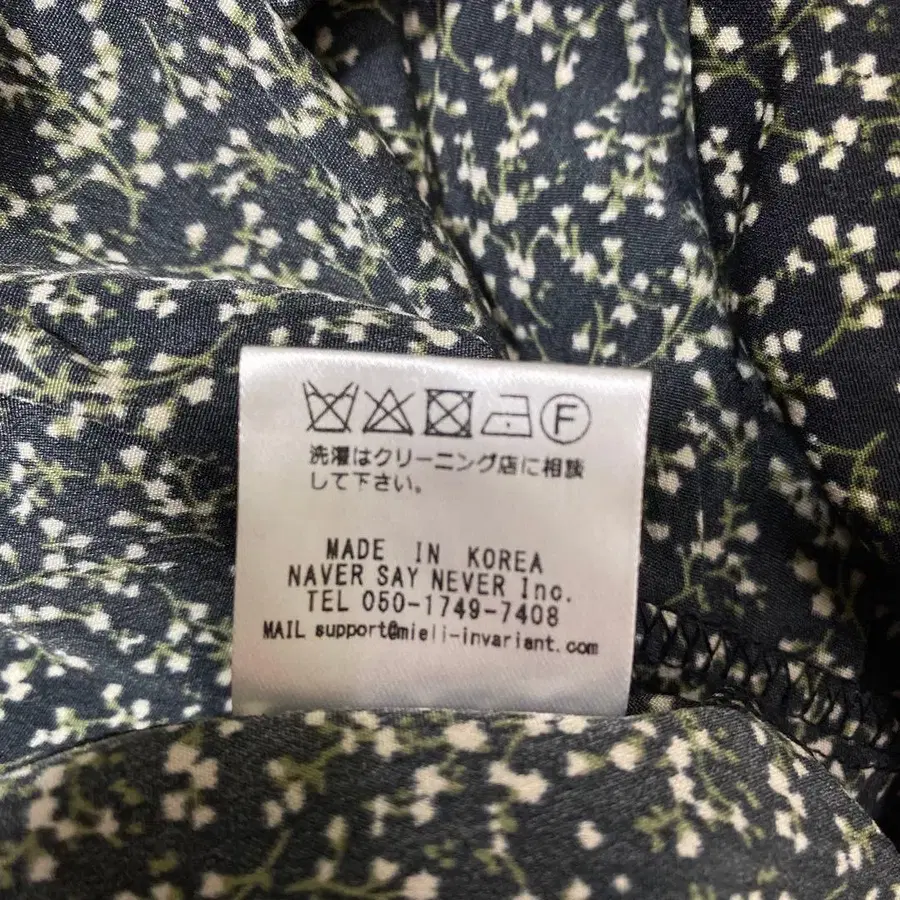 F
洗濯はクリーニング店に相談
して下さい。
MADE IN KOREA
NAVER SAY NEVER Inc.
TEL 050-1749-7408
MAIL support@mieli-invariant.com